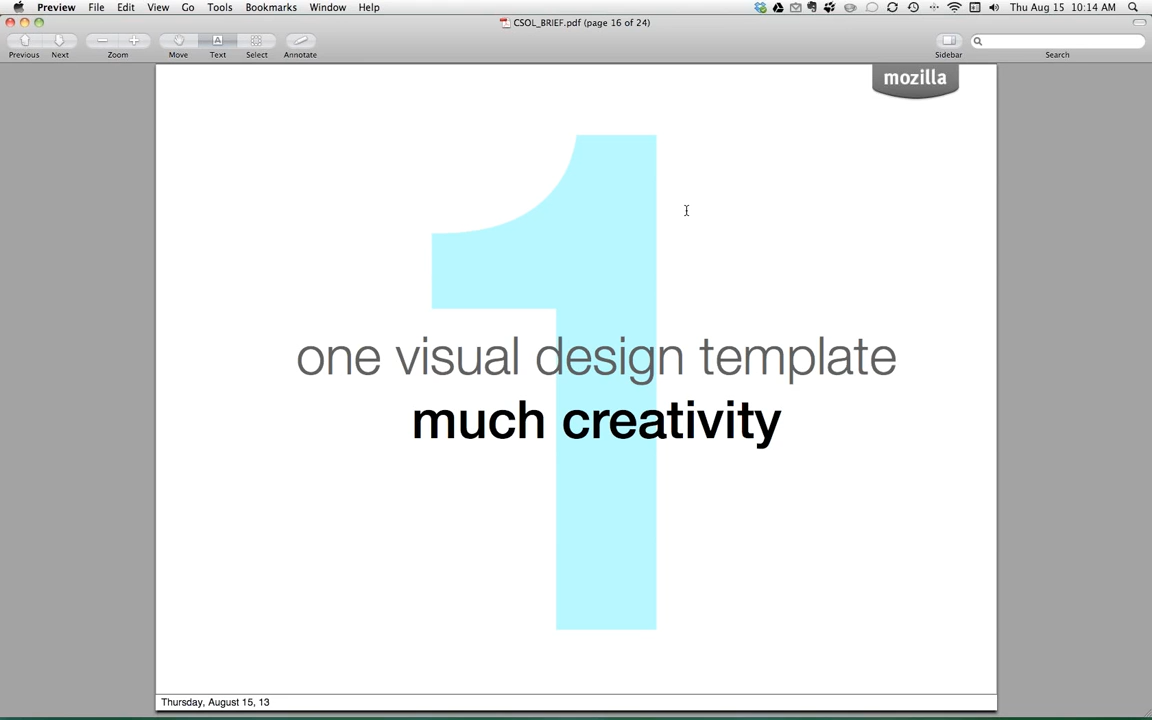 Preview File Edit View Go Tools Bookmarks Window Help Thu Aug 15 10:14 AM
CSOL_BRIEF.pdf (page 16 of 24)
Previous Next Zoom Move Text Select Annotate Sidebar Search
mozilla
1
one visual design template
much creativity
Thursday, August 15, 13